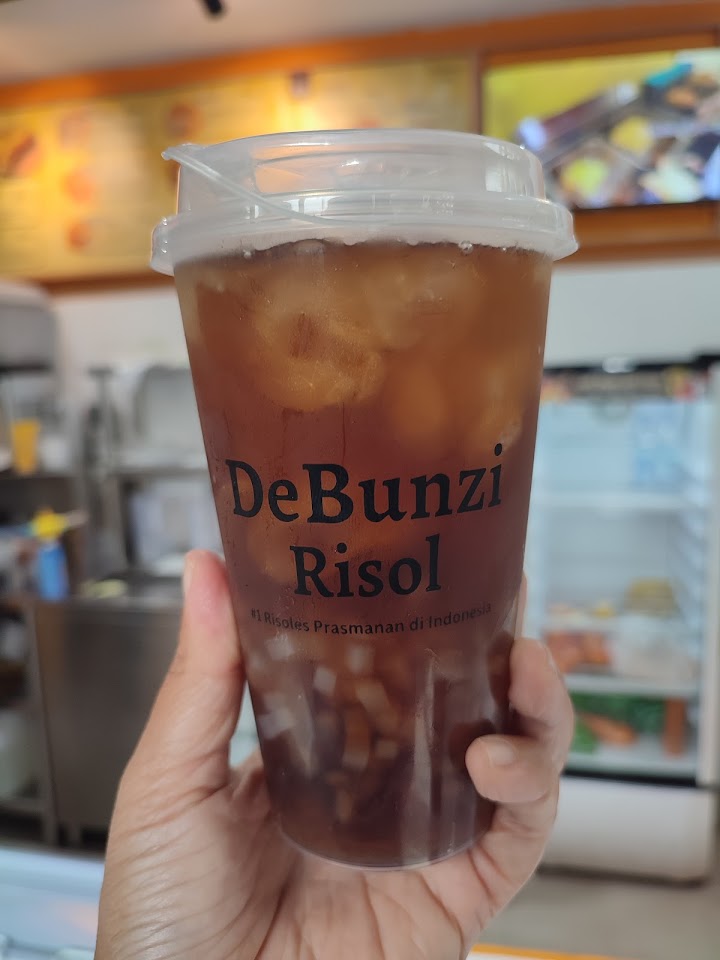 DeBunzi
Risol
#1 Risoles Prasmanan di Indonesia